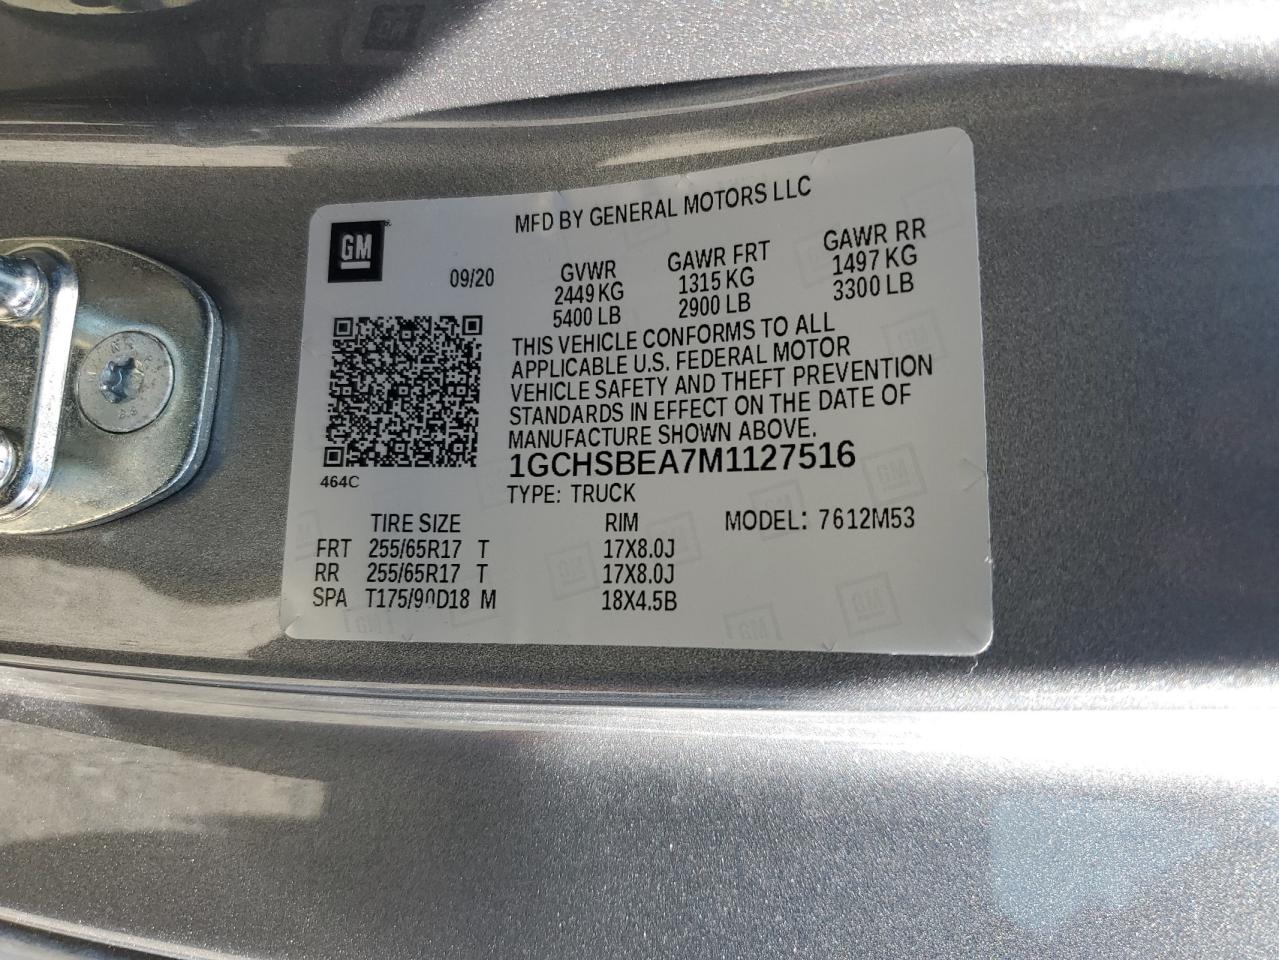 MFD BY GENERAL MOTORS LLC
GM
09/20
GVWR GAWR FRT GAWR RR
2449 KG 1315 KG 1497 KG
5400 LB 2900 LB 3300 LB
THIS VEHICLE CONFORMS TO ALL
APPLICABLE U.S. FEDERAL MOTOR
VEHICLE SAFETY AND THEFT PREVENTION
STANDARDS IN EFFECT ON THE DATE OF
MANUFACTURE SHOWN ABOVE.
1GCHSBEA7M1127516
464C
TYPE: TRUCK
TIRE SIZE RIM MODEL: 7612M53
FRT 255/65R17 T 17X8.0J
RR 255/65R17 T 17X8.0J
SPA T175/90D18 M 18X4.5B